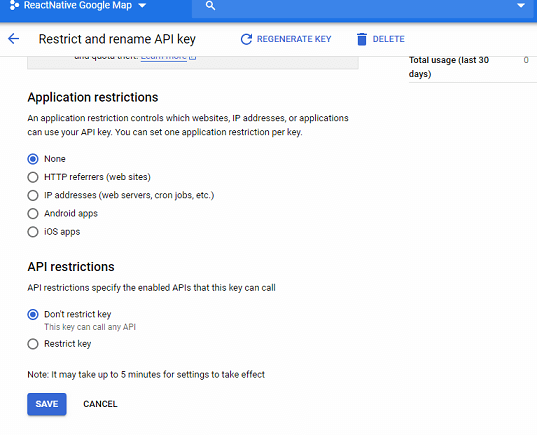 ReactNative Google Map
Restrict and rename API key
REGENERATE KEY
DELETE
and quota theft. Learn more
Total usage (last 30
days)
0
Application restrictions
An application restriction controls which websites, IP addresses, or applications
can use your API key. You can set one application restriction per key.
None
HTTP referrers (web sites)
IP addresses (web servers, cron jobs, etc.)
Android apps
iOS apps
API restrictions
API restrictions specify the enabled APIs that this key can call
Don't restrict key
This key can call any API
Restrict key
Note: It may take up to 5 minutes for settings to take effect
SAVE
CANCEL